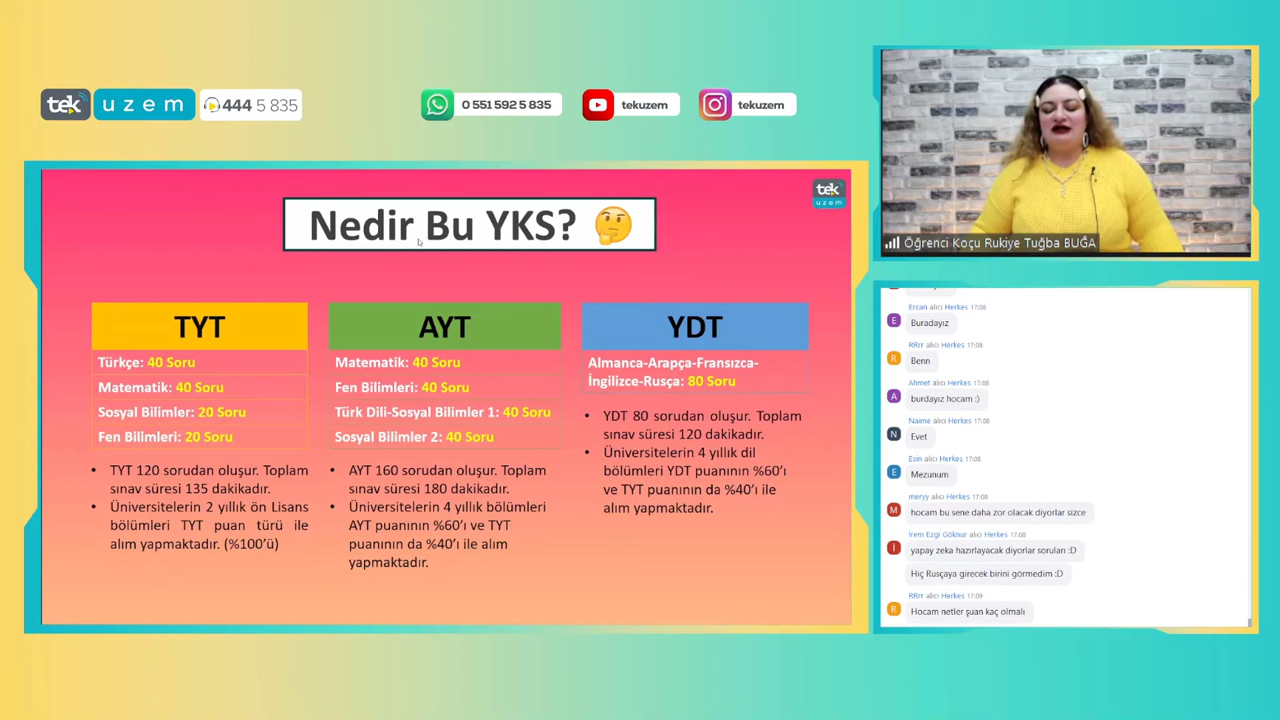 tek
uzem
444 5 835
0 551 592 5 835
tekuzem
tekuzem
tek
uzem
Nedir Bu YKS?
TYT
Türkçe: 40 Soru
Matematik: 40 Soru
Sosyal Bilimler: 20 Soru
Fen Bilimleri: 20 Soru
• TYT 120 sorudan oluşur. Toplam
sınav süresi 135 dakikadır.
• Üniversitelerin 2 yıllık ön Lisans
bölümleri TYT puan türü ile
alım yapmaktadır. (%100'ü)
AYT
Matematik: 40 Soru
Fen Bilimleri: 40 Soru
Türk Dili-Sosyal Bilimler 1: 40 Soru
Sosyal Bilimler 2: 40 Soru
• AYT 160 sorudan oluşur. Toplam
sınav süresi 180 dakikadır.
• Üniversitelerin 4 yıllık bölümleri
AYT puanının %60'ı ve TYT
puanının da %40'ı ile alım
yapmaktadır.
YDT
Almanca-Arapça-Fransızca-
İngilizce-Rusça: 80 Soru
• YDT 80 sorudan oluşur. Toplam
sınav süresi 120 dakikadır.
• Üniversitelerin 4 yıllık dil
bölümleri YDT puanının %60'ı
ve TYT puanının da %40'ı ile
alım yapmaktadır.
Öğrenci Koçu Rukiye Tuğba BUĞA
Ercan alıcı Herkes 17:08
E Buradayız
RRrr alıcı Herkes 17:08
R Benn
Ahmet alıcı Herkes 17:08
A burdayız hocam :)
Naime alıcı Herkes 17:08
N Evet
Esin alıcı Herkes 17:08
E Mezunum
meryy alıcı Herkes 17:08
M hocam bu sene daha zor olacak diyorlar sizce
İrem Ezgi Göknur alıcı Herkes 17:08
İ yapay zeka hazırlayacak diyorlar soruları :D
Hiç Rusçaya girecek birini görmedim :D
RRrr alıcı Herkes 17:09
R Hocam netler şuan kaç olmalı